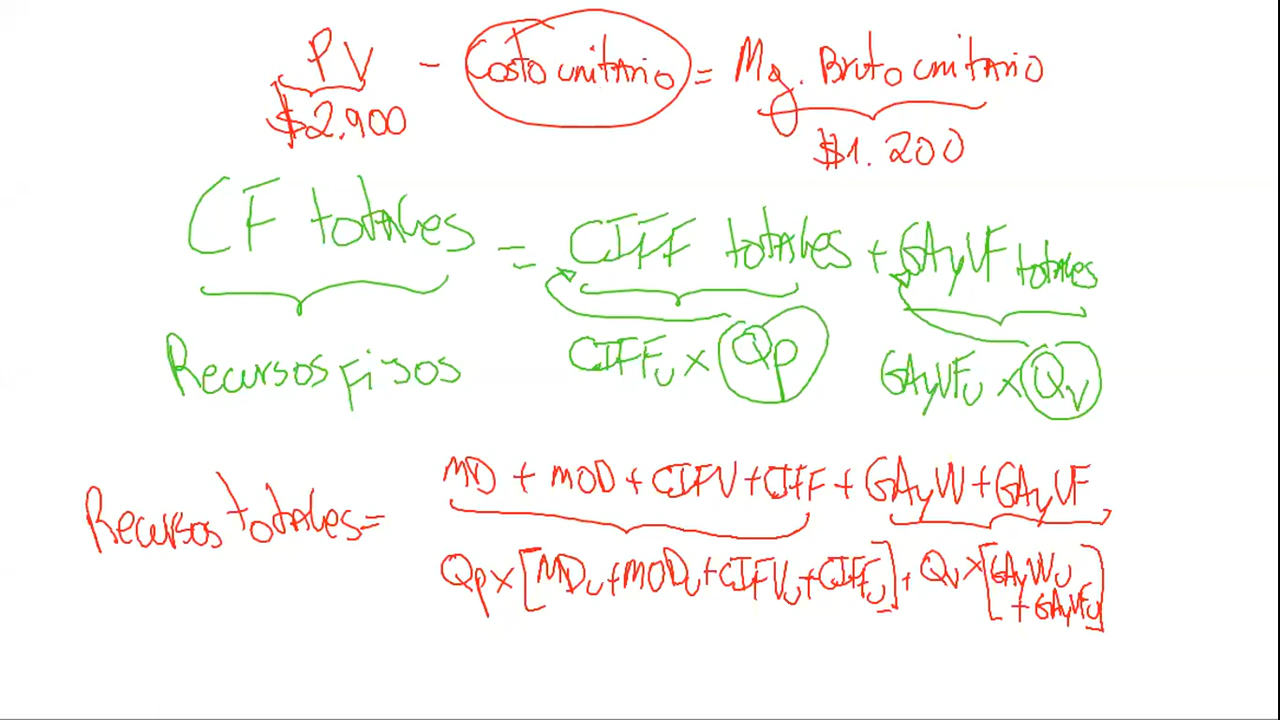 PV - Costo unitario = Mg. Bruto unitario
$2.900 $1.200
CF totales = CIFF totales + GAyVF totales
Recursos Fijos CIFFu x Qp GAyVFu x Qv
Recursos totales = MD + MOD + CIFV + CIFF + GAyVV + GAyVF
Qp x [MDu + MODu + CIFVu + CIFFu] + Qv x [GAyVVu
+ GAyVFu]